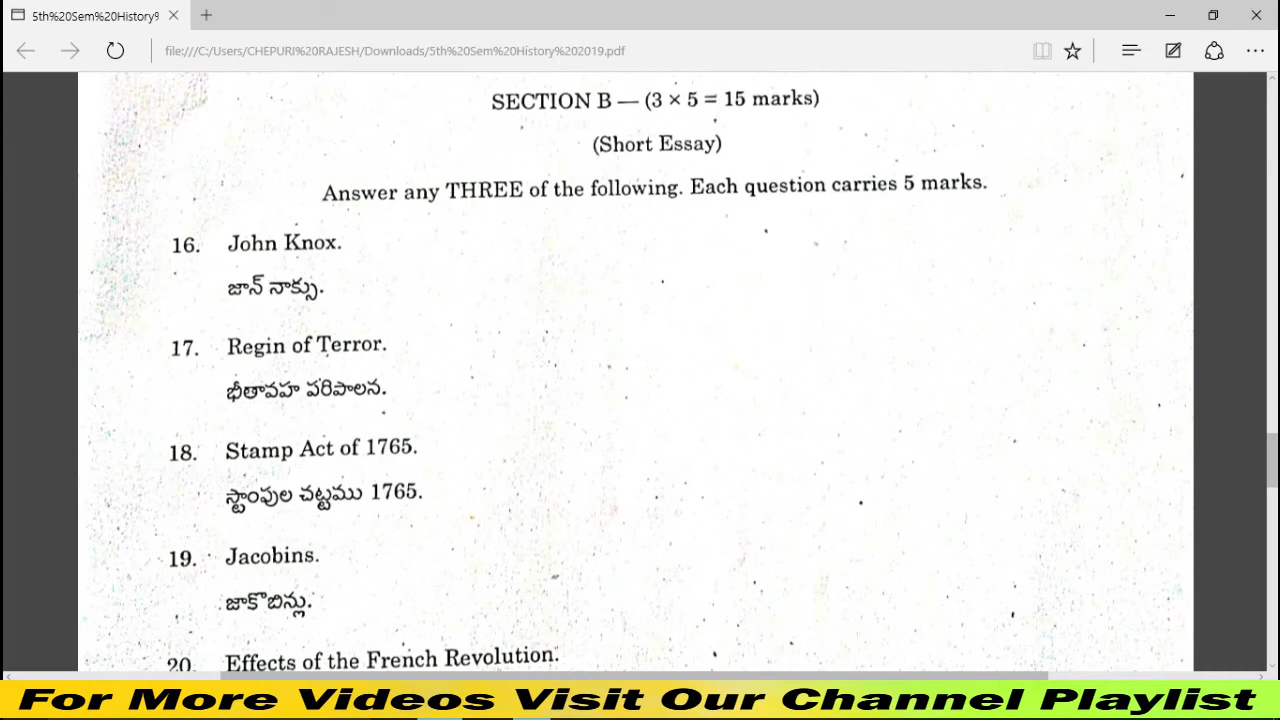 5th%20Sem%20History%
file:///C:/Users/CHEPURI%20RAJESH/Downloads/5th%20Sem%20History%202019.pdf
SECTION B — (3 × 5 = 15 marks)
(Short Essay)
Answer any THREE of the following. Each question carries 5 marks.
16. John Knox.
జాన్ నాక్సు.
17. Regin of Terror.
భీతావహ పరిపాలన.
18. Stamp Act of 1765.
స్టాంపుల చట్టము 1765.
19. Jacobins.
జాకొబిన్లు.
20. Effects of the French Revolution.
For More Videos Visit Our Channel Playlist